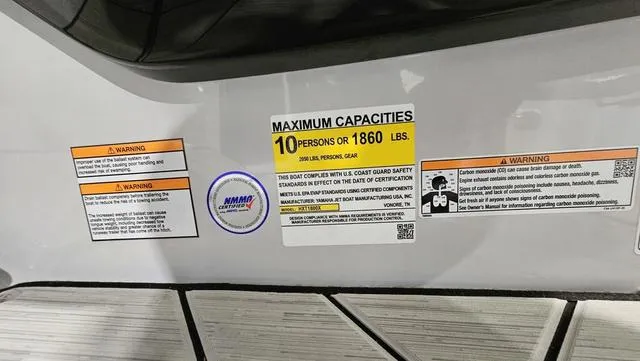 WARNING
Improper use of the ballast system can
overload the boat, causing poor handling and
increased risk of swamping.
WARNING
Drain ballast completely before trailering the
boat to reduce the risk of a towing accident.
The increased weight of ballast can cause
unsafe towing conditions due to increased
tongue weight, including decreased tow
vehicle stability and greater chance of a
runaway trailer that has come off the hitch.
NMMA
CERTIFIED
MAXIMUM CAPACITIES
10 PERSONS OR 1860 LBS.
LBS, PERSONS, GEAR
THIS BOAT COMPLIES WITH U.S. COAST GUARD SAFETY
STANDARDS IN EFFECT ON THE DATE OF CERTIFICATION
MEETS U.S. EPA EVAP STANDARDS USING CERTIFIED COMPONENTS
MANUFACTURER: YAMAHA JET BOAT MANUFACTURING USA, INC.
MODEL: HXT1800X VONORE, TN.
DESIGN COMPLIANCE WITH NMMA REQUIREMENTS IS VERIFIED.
MANUFACTURER RESPONSIBLE FOR PRODUCTION CONTROL.
WARNING
Carbon monoxide (CO) can cause brain damage or death.
Engine exhaust contains odorless and colorless carbon monoxide gas.
Signs of carbon monoxide poisoning include nausea, headache, dizziness,
drowsiness, and lack of consciousness.
Get fresh air if anyone shows signs of carbon monoxide poisoning.
See Owner's Manual for information regarding carbon monoxide poisoning.